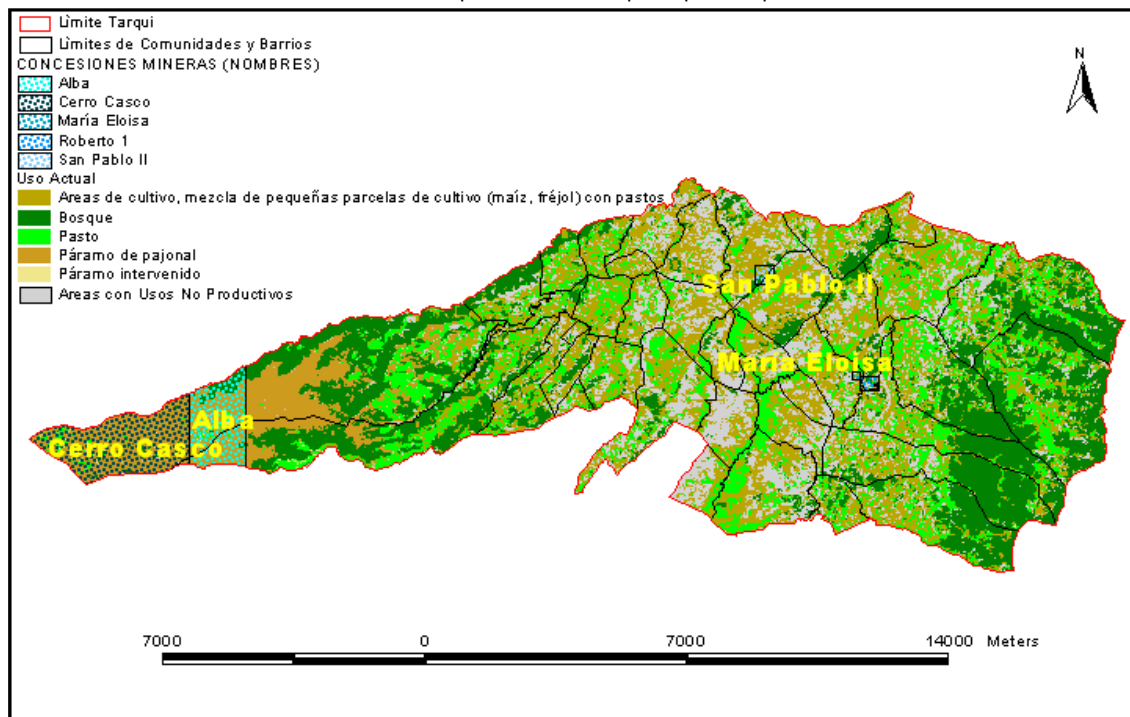 Límite Tarqui
Límites de Comunidades y Barrios
CONCESIONES MINERAS (NOMBRES)
Alba
Cerro Casco
María Eloisa
Roberto 1
San Pablo II
Uso Actual
Areas de cultivo, mezcla de pequeñas parcelas de cultivo (maíz, fréjol) con pastos
Bosque
Pasto
Páramo de pajonal
Páramo intervenido
Areas con Usos No Productivos
N
San Pablo II
María Eloisa
Alba
Cerro Casco
7000 0 7000 14000 Meters